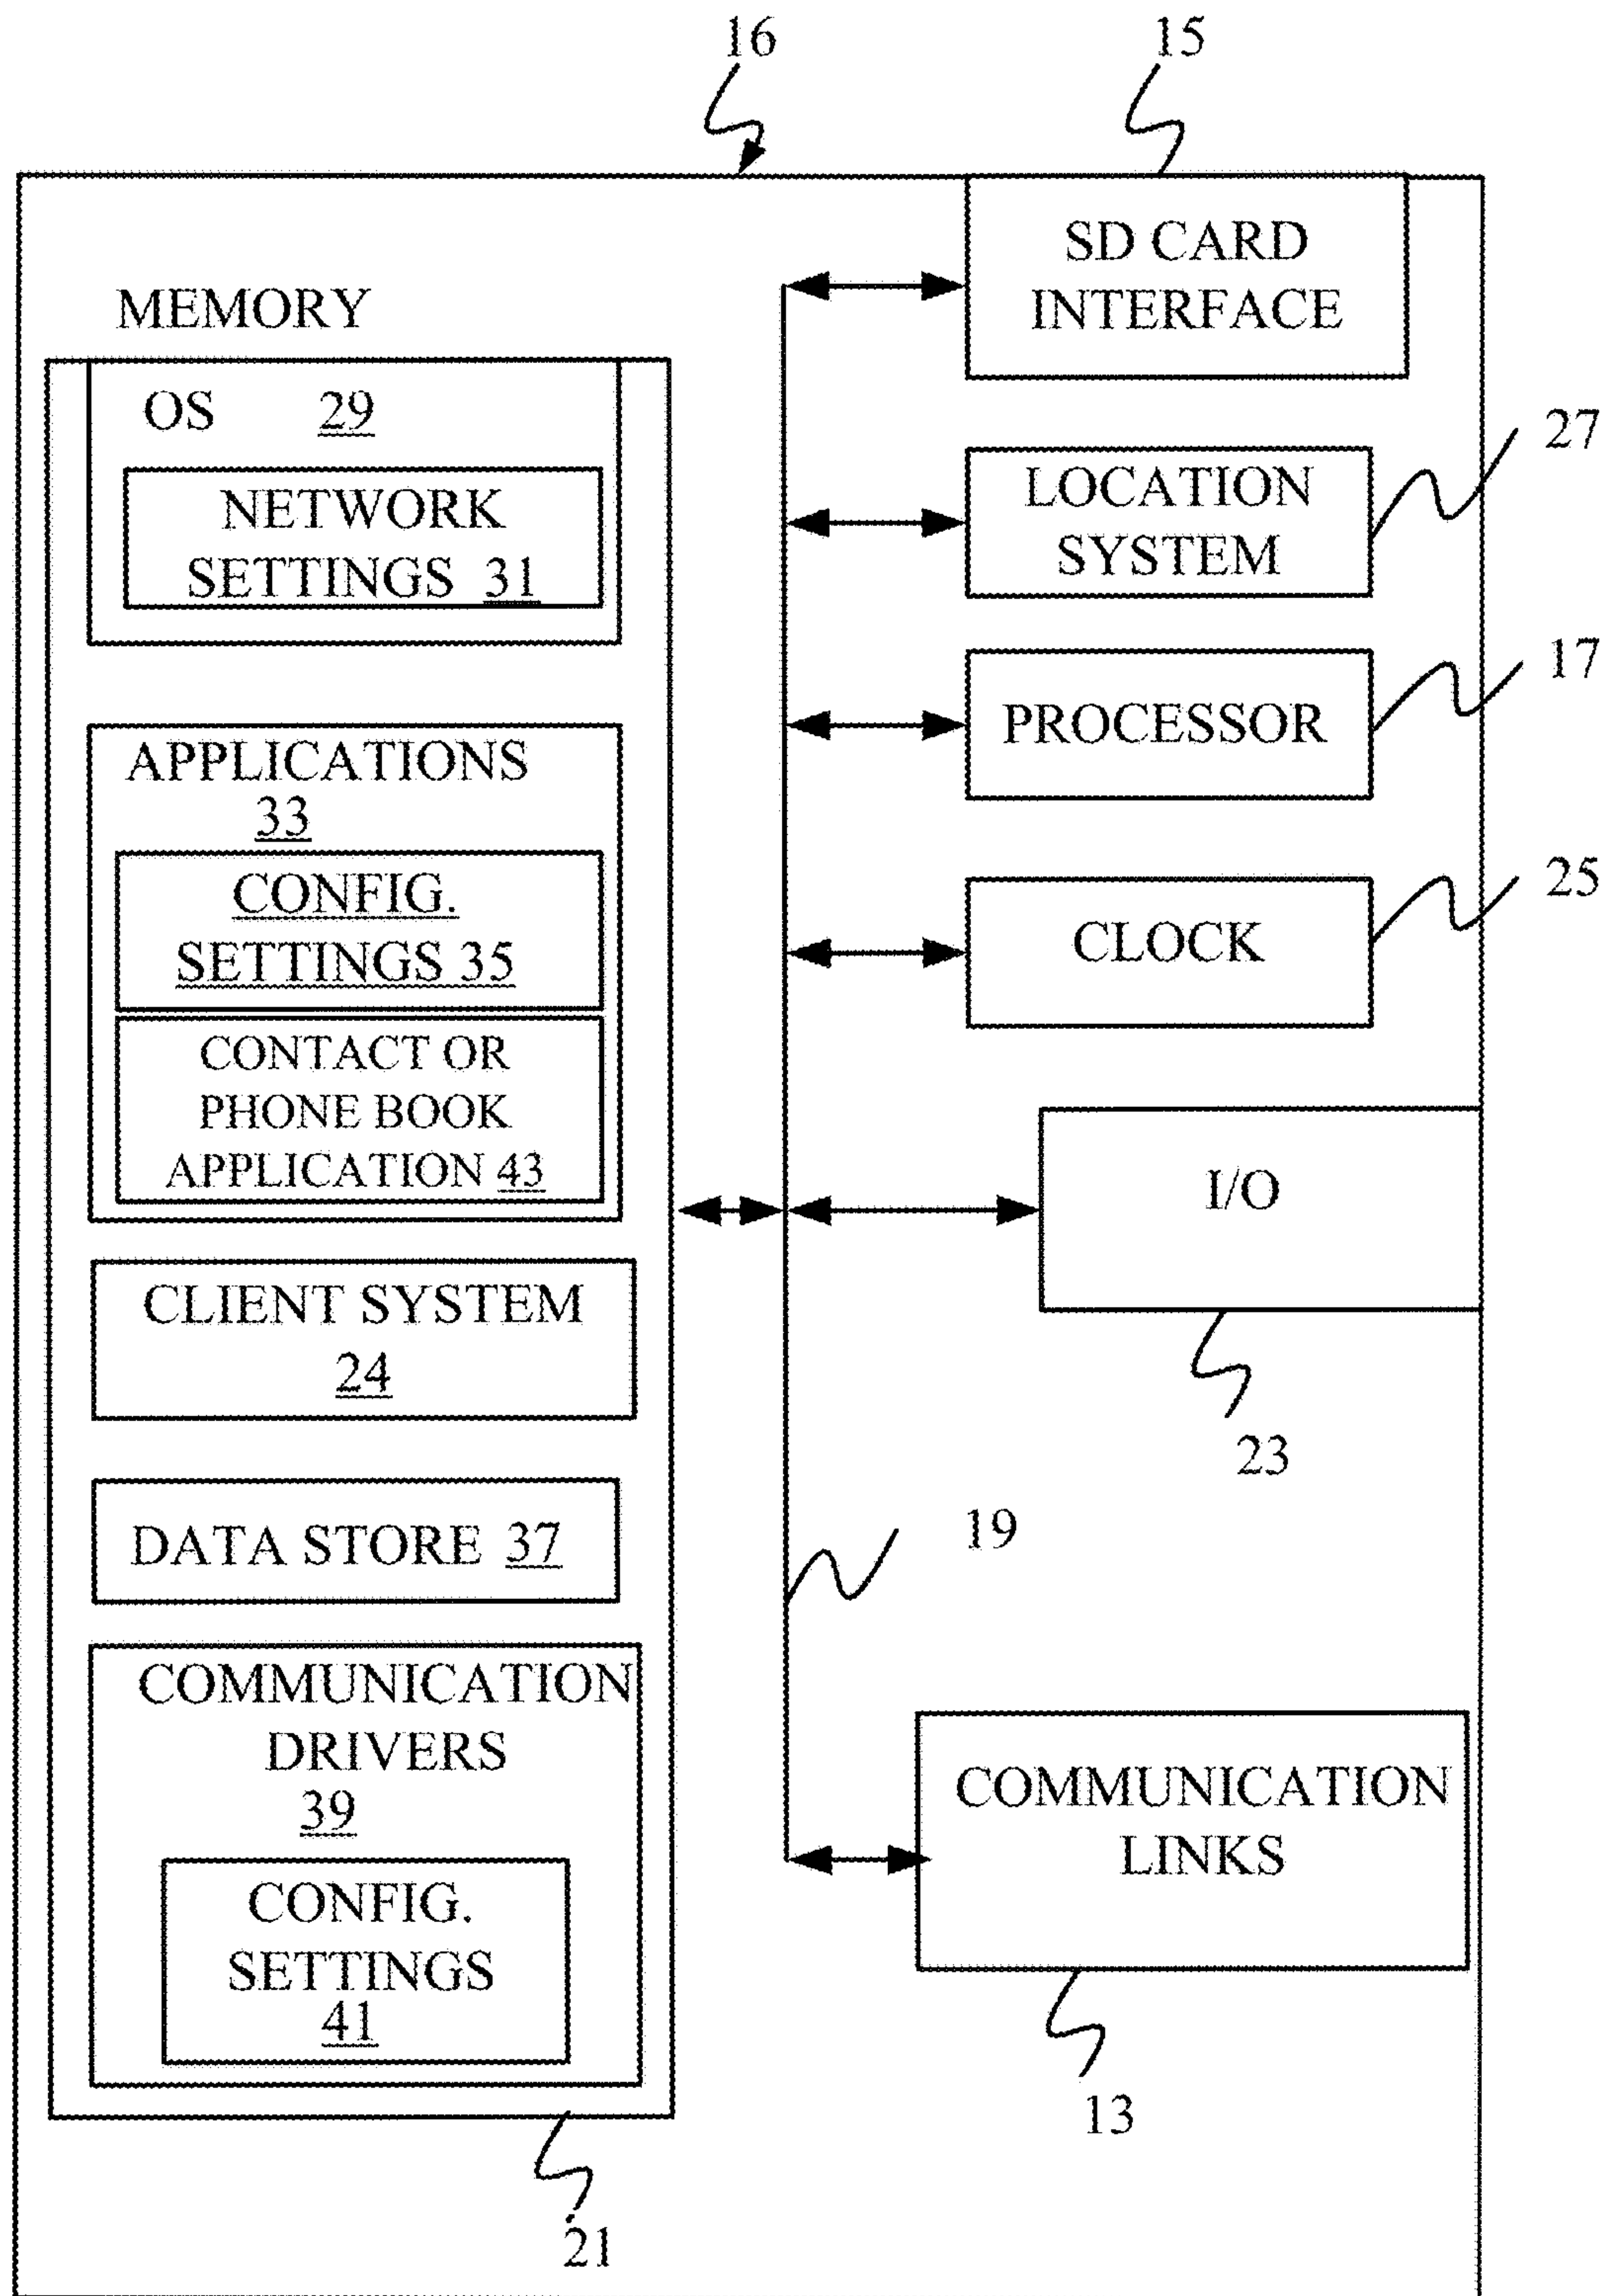 16
15
SD CARD
INTERFACE
MEMORY
OS 29
NETWORK
SETTINGS 31
27
LOCATION
SYSTEM
17
PROCESSOR
APPLICATIONS
33
CONFIG.
SETTINGS 35
25
CLOCK
CONTACT OR
PHONE BOOK
APPLICATION 43
I/O
23
CLIENT SYSTEM
24
19
DATA STORE 37
COMMUNICATION
DRIVERS
39
CONFIG.
SETTINGS
41
COMMUNICATION
LINKS
13
21